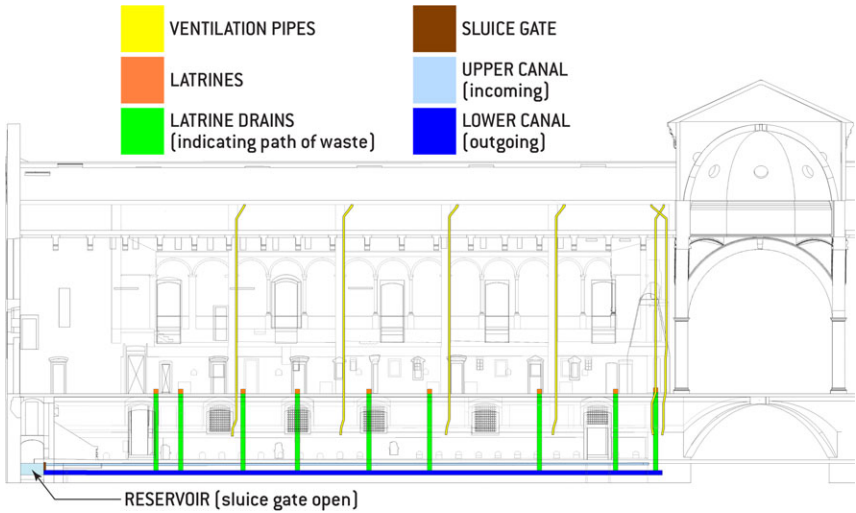 VENTILATION PIPES
LATRINES
LATRINE DRAINS
(indicating path of waste)
SLUICE GATE
UPPER CANAL
(incoming)
LOWER CANAL
(outgoing)
RESERVOIR (sluice gate open)